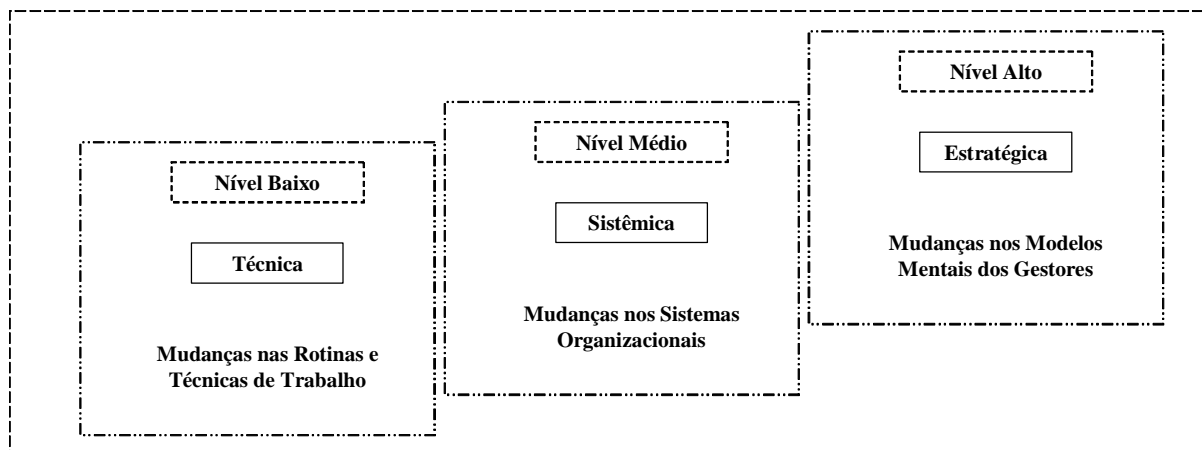 Nível Baixo
Técnica
Mudanças nas Rotinas e
Técnicas de Trabalho
Nível Médio
Sistêmica
Mudanças nos Sistemas
Organizacionais
Nível Alto
Estratégica
Mudanças nos Modelos
Mentais dos Gestores